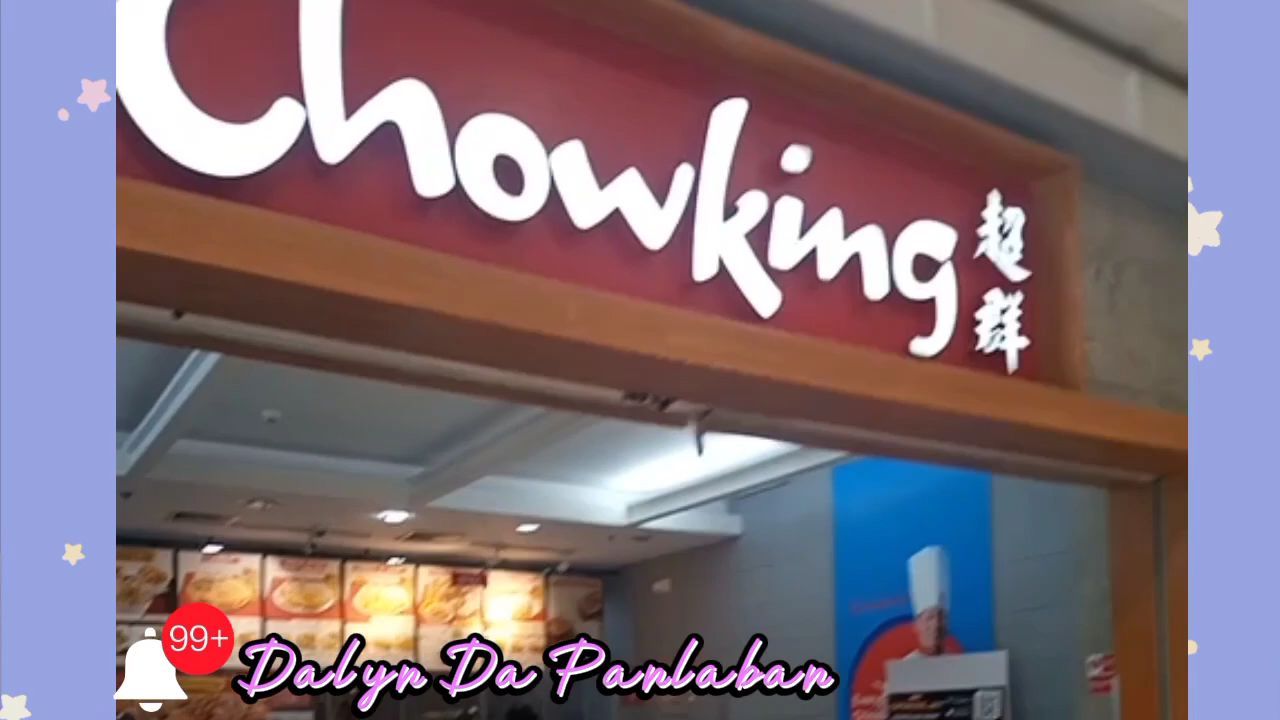 Chowking
超
群
99+
Dalyn Da Panlaban